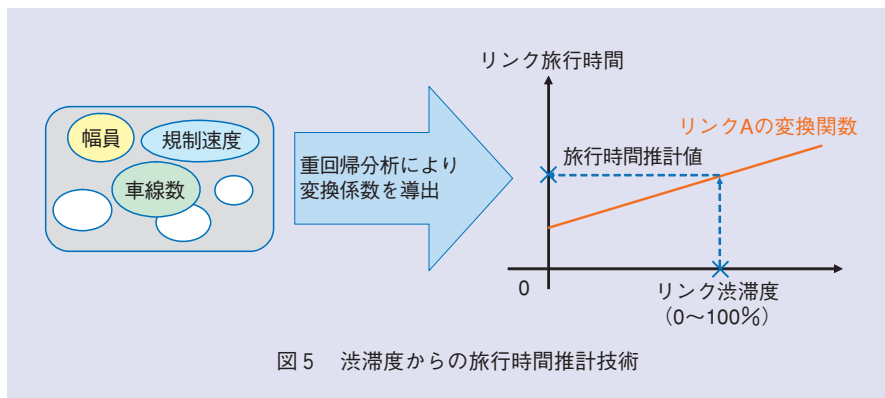 幅員
規制速度
車線数
重回帰分析により
変換係数を導出
リンク旅行時間
リンクAの変換関数
旅行時間推計値
0
リンク渋滞度
（0～100％）
図5　渋滞度からの旅行時間推計技術